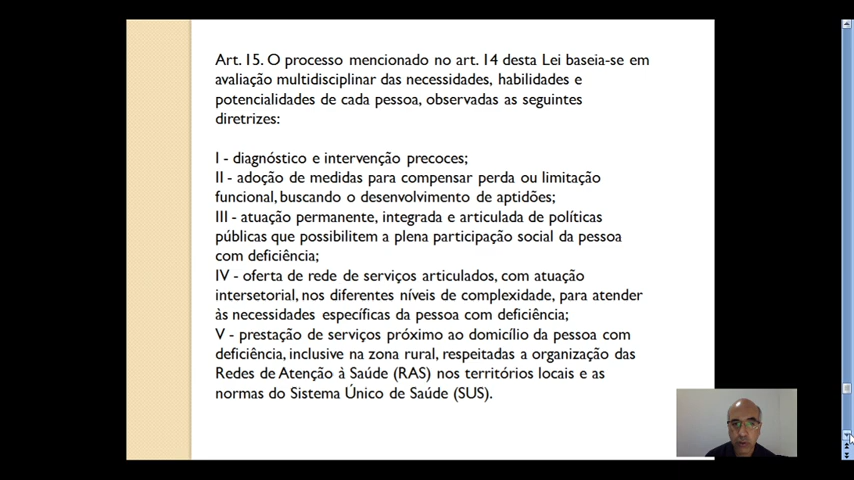 Art. 15. O processo mencionado no art. 14 desta Lei baseia-se em
avaliação multidisciplinar das necessidades, habilidades e
potencialidades de cada pessoa, observadas as seguintes
diretrizes:
I - diagnóstico e intervenção precoces;
II - adoção de medidas para compensar perda ou limitação
funcional, buscando o desenvolvimento de aptidões;
III - atuação permanente, integrada e articulada de políticas
públicas que possibilitem a plena participação social da pessoa
com deficiência;
IV - oferta de rede de serviços articulados, com atuação
intersetorial, nos diferentes níveis de complexidade, para atender
às necessidades específicas da pessoa com deficiência;
V - prestação de serviços próximo ao domicílio da pessoa com
deficiência, inclusive na zona rural, respeitadas a organização das
Redes de Atenção à Saúde (RAS) nos territórios locais e as
normas do Sistema Único de Saúde (SUS).